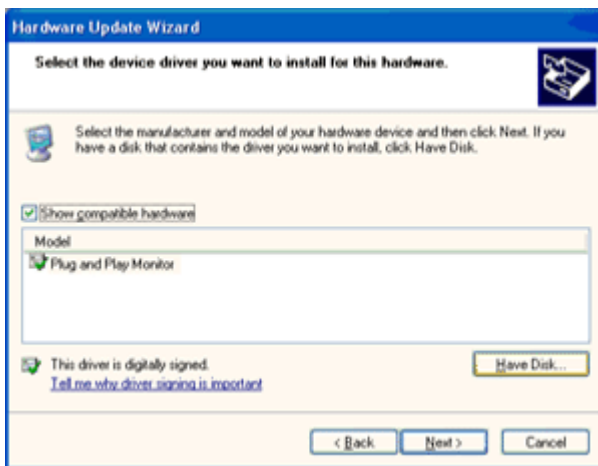 Hardware Update Wizard
Select the device driver you want to install for this hardware.
Select the manufacturer and model of your hardware device and then click Next. If you
have a disk that contains the driver you want to install, click Have Disk.
Show compatible hardware
Model
Plug and Play Monitor
This driver is digitally signed.
Have Disk...
Tell me why driver signing is important
< Back
Next >
Cancel